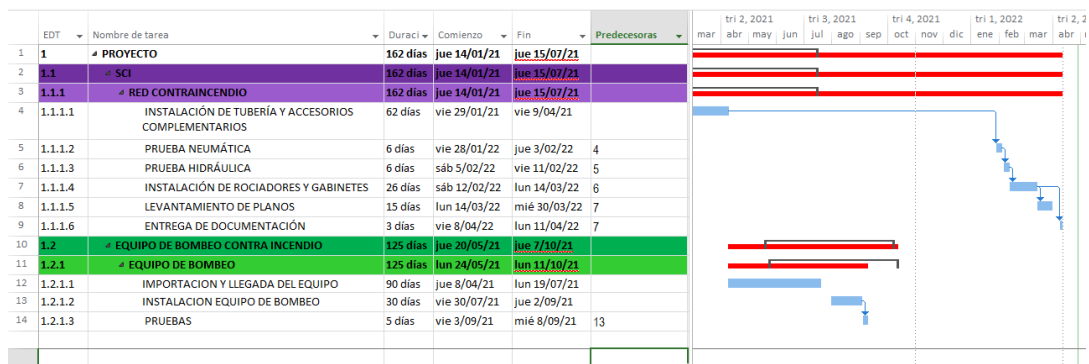 tri 2, 2021 tri 3, 2021 tri 4, 2021 tri 1, 2022 tri 2, 2
EDT Nombre de tarea Duraci Comienzo Fin Predecesoras mar abr may jun jul ago sep oct nov dic ene feb mar abr
1 1 PROYECTO 162 días jue 14/01/21 jue 15/07/21
2 1.1 SCI 162 días jue 14/01/21 jue 15/07/21
3 1.1.1 RED CONTRAINCENDIO 162 días jue 14/01/21 jue 15/07/21
4 1.1.1.1 INSTALACIÓN DE TUBERÍA Y ACCESORIOS 62 días vie 29/01/21 vie 9/04/21
COMPLEMENTARIOS
5 1.1.1.2 PRUEBA NEUMÁTICA 6 días vie 28/01/22 jue 3/02/22 4
6 1.1.1.3 PRUEBA HIDRÁULICA 6 días sáb 5/02/22 vie 11/02/22 5
7 1.1.1.4 INSTALACIÓN DE ROCIADORES Y GABINETES 26 días sáb 12/02/22 lun 14/03/22 6
8 1.1.1.5 LEVANTAMIENTO DE PLANOS 15 días lun 14/03/22 mié 30/03/22 7
9 1.1.1.6 ENTREGA DE DOCUMENTACIÓN 3 días vie 8/04/22 lun 11/04/22 7
10 1.2 EQUIPO DE BOMBEO CONTRA INCENDIO 125 días jue 20/05/21 jue 7/10/21
11 1.2.1 EQUIPO DE BOMBEO 125 días lun 24/05/21 lun 11/10/21
12 1.2.1.1 IMPORTACION Y LLEGADA DEL EQUIPO 90 días jue 8/04/21 lun 19/07/21
13 1.2.1.2 INSTALACION EQUIPO DE BOMBEO 30 días vie 30/07/21 jue 2/09/21
14 1.2.1.3 PRUEBAS 5 días vie 3/09/21 mié 8/09/21 13